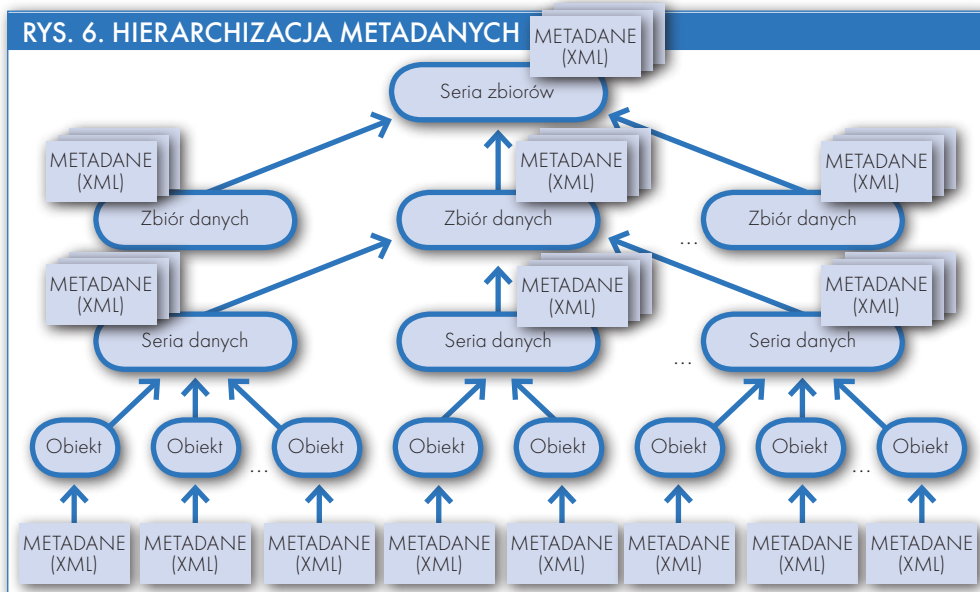 RYS. 6. HIERARCHIZACJA METADANYCH
METADANE
(XML)
Seria zbiorów
METADANE
(XML)
METADANE
(XML)
METADANE
(XML)
Zbiór danych
Zbiór danych
...
Zbiór danych
METADANE
(XML)
METADANE
(XML)
METADANE
(XML)
Seria danych
Seria danych
...
Seria danych
Obiekt
Obiekt
...
Obiekt
Obiekt
Obiekt
Obiekt
Obiekt
...
Obiekt
METADANE
(XML)
METADANE
(XML)
METADANE
(XML)
METADANE
(XML)
METADANE
(XML)
METADANE
(XML)
METADANE
(XML)
METADANE
(XML)